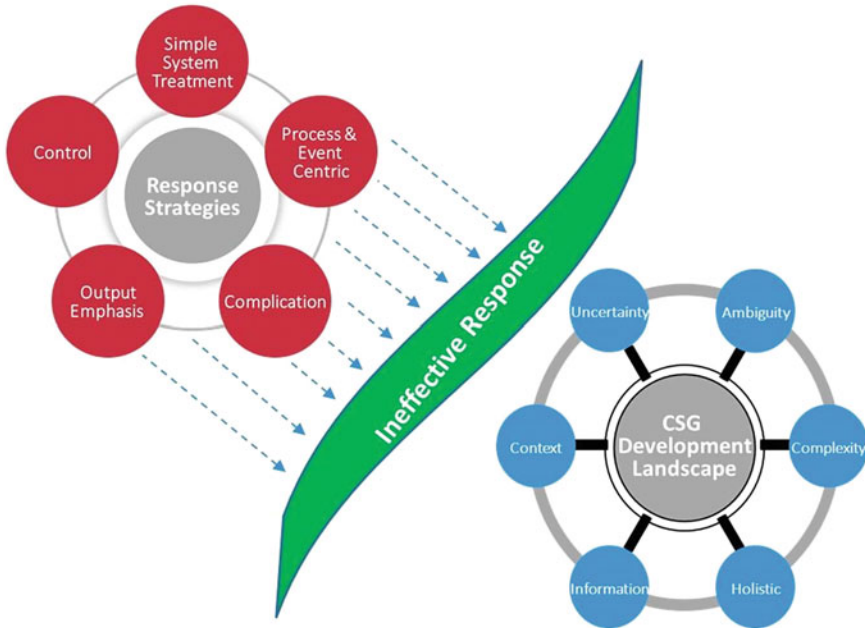 Simple
System
Treatment
Control
Process &
Event
Centric
Response
Strategies
Output
Emphasis
Complication
Ineffective Response
Uncertainty
Ambiguity
Context
CSG
Development
Landscape
Complexity
Information
Holistic